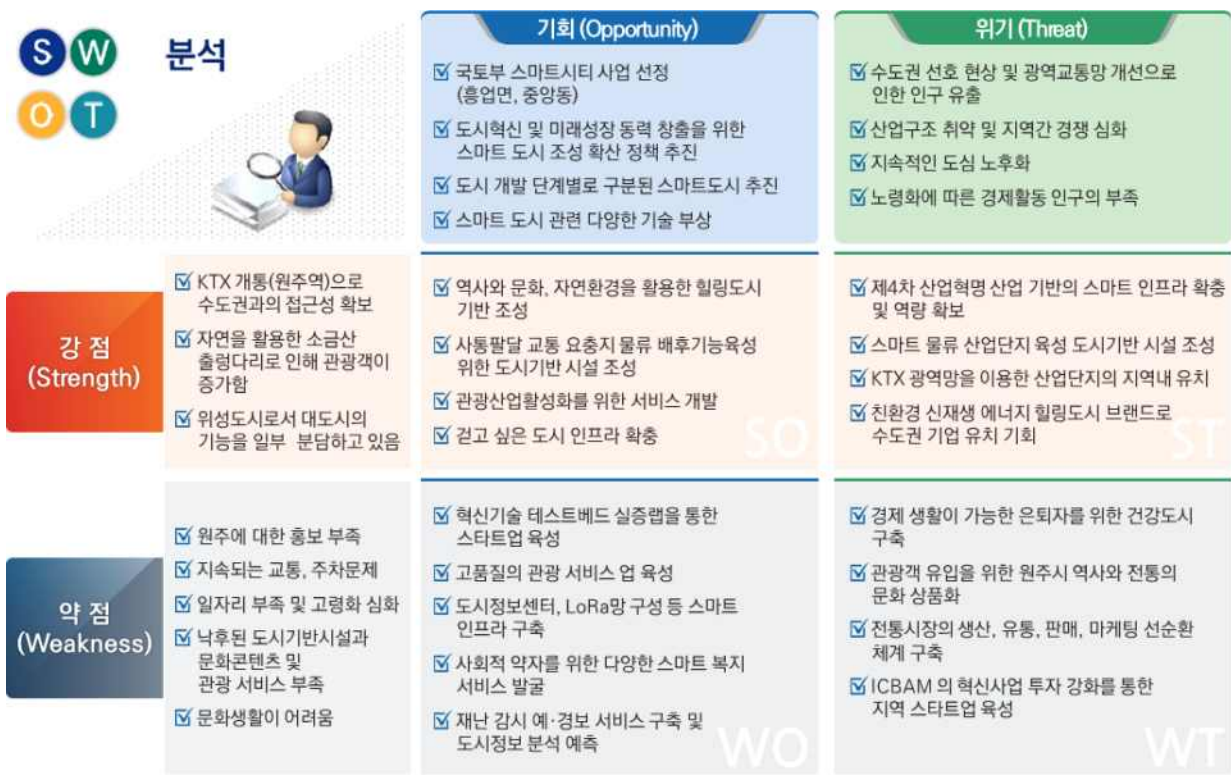 S W
O T
분석
기회 (Opportunity)
국토부 스마트시티 사업 선정
(흥업면, 중앙동)
도시혁신 및 미래성장 동력 창출을 위한
스마트 도시 조성 확산 정책 추진
도시 개발 단계별로 구분된 스마트도시 추진
스마트 도시 관련 다양한 기술 부상
위기 (Threat)
수도권 선호 현상 및 광역교통망 개선으로
인한 인구 유출
산업구조 취약 및 지역간 경쟁 심화
지속적인 도심 노후화
노령화에 따른 경제활동 인구의 부족
강 점
(Strength)
KTX 개통(원주역)으로
수도권과의 접근성 확보
자연을 활용한 소금산
출렁다리로 인해 관광객이
증가함
위성도시로서 대도시의
기능을 일부 분담하고 있음
역사와 문화, 자연환경을 활용한 힐링도시
기반 조성
사통팔달 교통 요충지 물류 배후기능육성
위한 도시기반 시설 조성
관광산업활성화를 위한 서비스 개발
걷고 싶은 도시 인프라 확충
SO
제4차 산업혁명 산업 기반의 스마트 인프라 확충
및 역량 확보
스마트 물류 산업단지 육성 도시기반 시설 조성
KTX 광역망을 이용한 산업단지의 지역내 유치
친환경 신재생 에너지 힐링도시 브랜드로
수도권 기업 유치 기회
ST
약 점
(Weakness)
원주에 대한 홍보 부족
지속되는 교통, 주차문제
일자리 부족 및 고령화 심화
낙후된 도시기반시설과
문화콘텐츠 및
관광 서비스 부족
문화생활이 어려움
혁신기술 테스트베드 실증랩을 통한
스타트업 육성
고품질의 관광 서비스 업 육성
도시정보센터, LoRa망 구성 등 스마트
인프라 구축
사회적 약자를 위한 다양한 스마트 복지
서비스 발굴
재난 감시 예·경보 서비스 구축 및
도시정보 분석 예측
WO
경제 생활이 가능한 은퇴자를 위한 건강도시
구축
관광객 유입을 위한 원주시 역사와 전통의
문화 상품화
전통시장의 생산, 유통, 판매, 마케팅 선순환
체계 구축
ICBAM 의 혁신사업 투자 강화를 통한
지역 스타트업 육성
WT